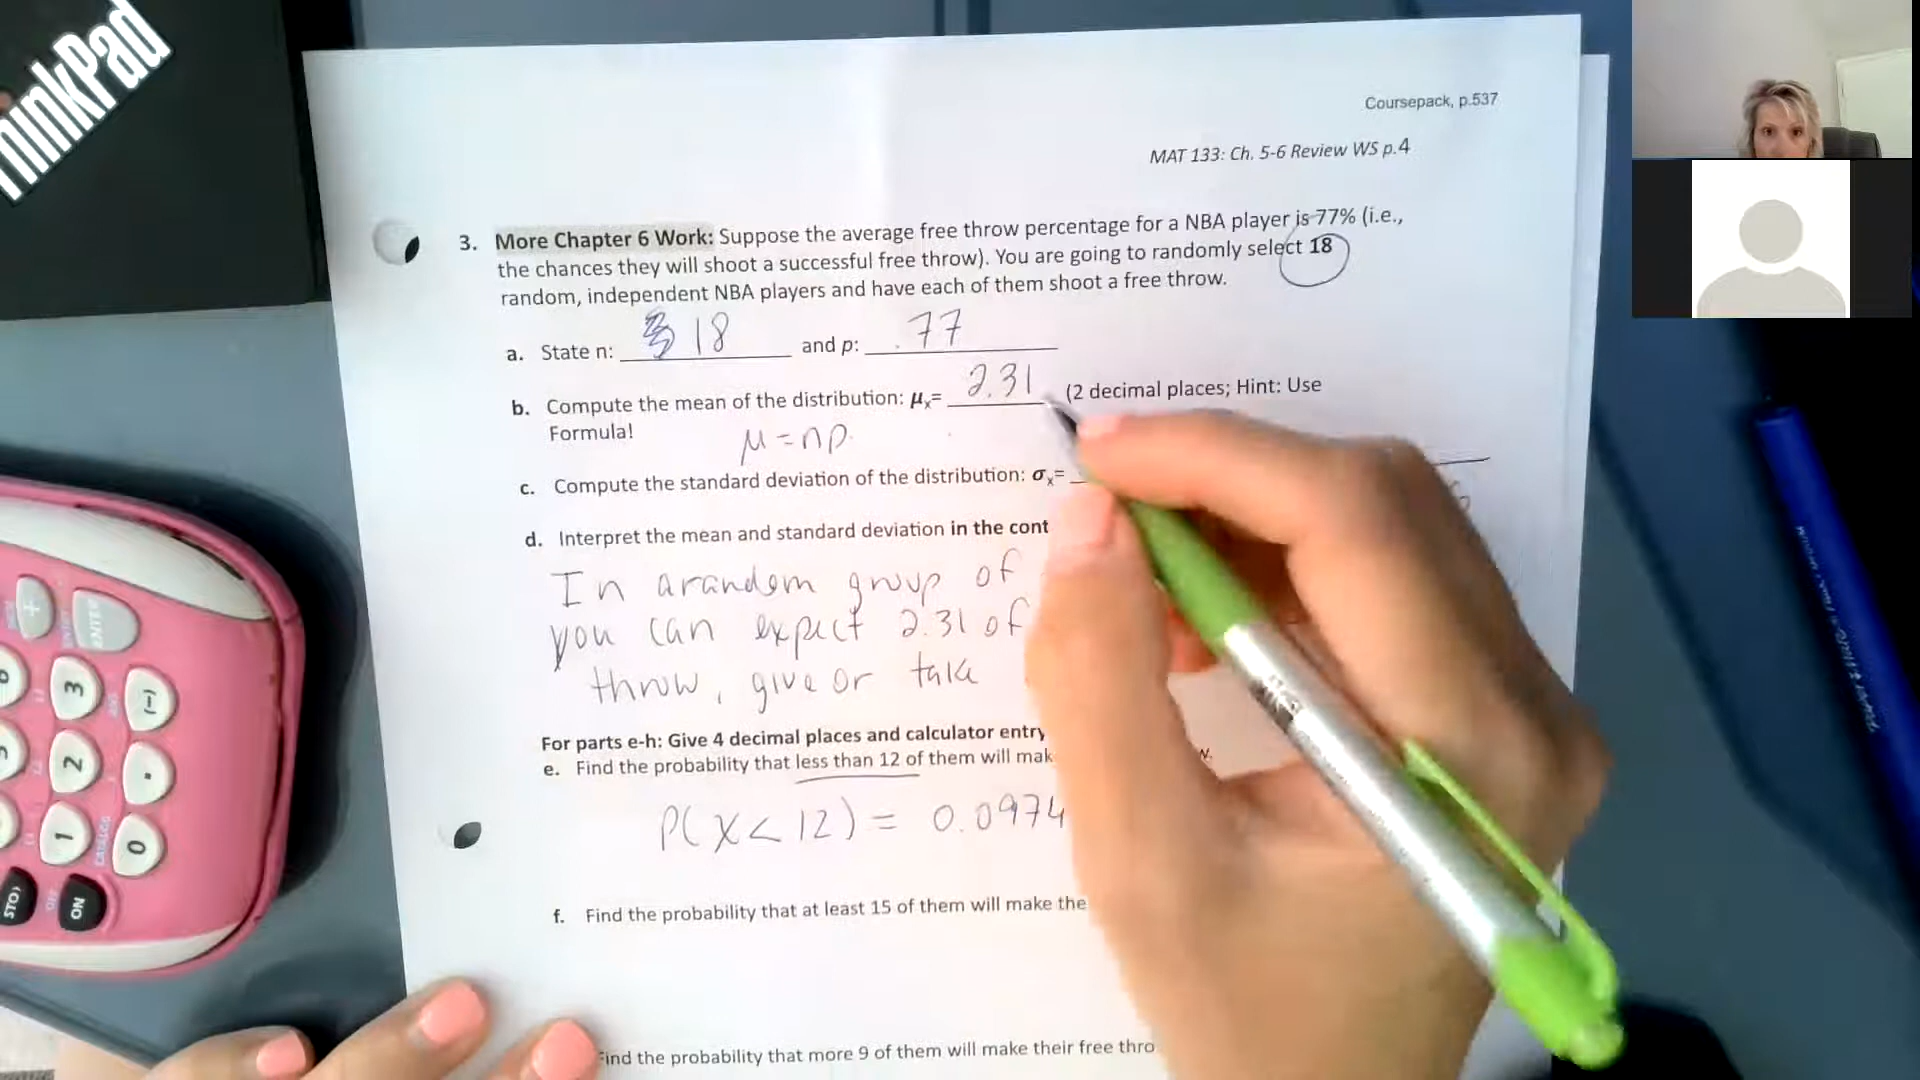 ThinkPad
Coursepack, p.537
MAT 133: Ch. 5-6 Review WS p.4
3. More Chapter 6 Work: Suppose the average free throw percentage for a NBA player is 77% (i.e.,
the chances they will shoot a successful free throw). You are going to randomly select 18
random, independent NBA players and have each of them shoot a free throw.
a. State n: 18 and p: .77
b. Compute the mean of the distribution: μx= 2.31 (2 decimal places; Hint: Use
Formula!
μ = np
c. Compute the standard deviation of the distribution: σx=
d. Interpret the mean and standard deviation in the cont
In a random group of
you can expect 2.31 of
throw, give or take
For parts e-h: Give 4 decimal places and calculator entry
e. Find the probability that less than 12 of them will mak
P(X < 12) = 0.0974
f. Find the probability that at least 15 of them will make the
Find the probability that more 9 of them will make their free thro
+
ENTER
3
(-)
2
.
1
0
CATALOG
STO›
ON
OFF